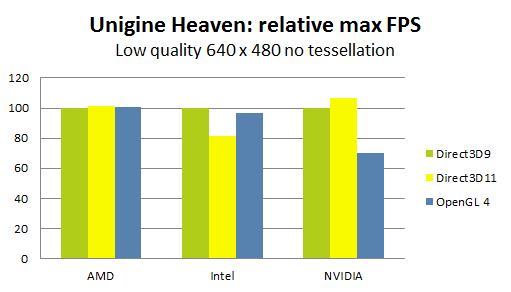 Unigine Heaven: relative max FPS
Low quality 640 x 480 no tessellation
120
100
80
60
40
20
0
AMD
Intel
NVIDIA
Direct3D9
Direct3D11
OpenGL 4